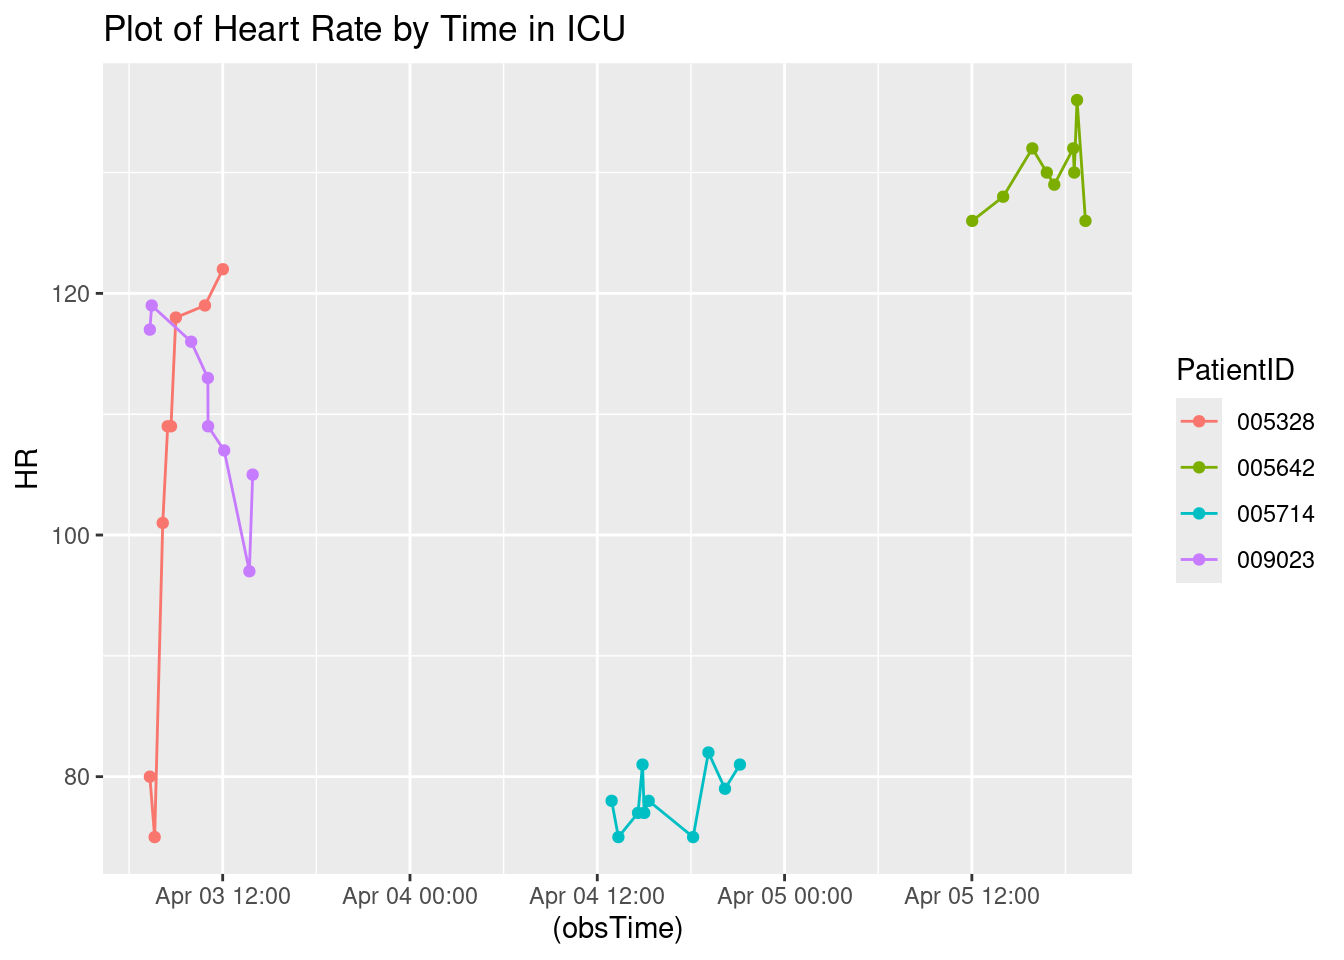 Plot of Heart Rate by Time in ICU
HR
120
100
80
Apr 03 12:00 Apr 04 00:00 Apr 04 12:00 Apr 05 00:00 Apr 05 12:00
(obsTime)
PatientID
005328
005642
005714
009023